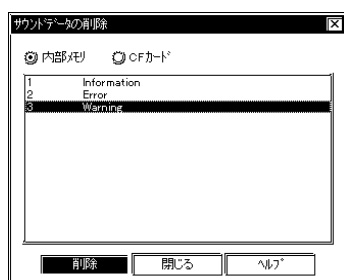 ｻｳﾝﾄﾞﾃﾞｰﾀの削除
内部ﾒﾓﾘ CFｶｰﾄﾞ
1 Information
2 Error
3 Warning
削除 閉じる ﾍﾙﾌﾟ